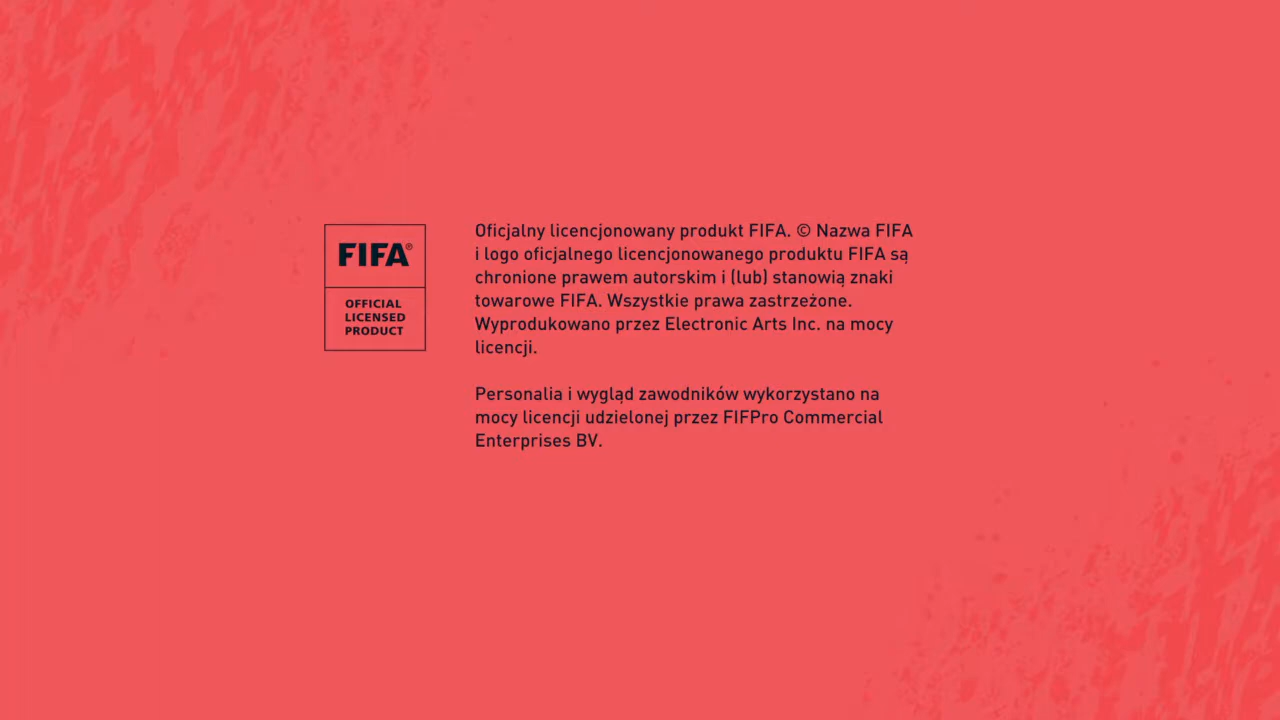 FIFA®
OFFICIAL
LICENSED
PRODUCT
Oficjalny licencjonowany produkt FIFA. © Nazwa FIFA
i logo oficjalnego licencjonowanego produktu FIFA są
chronione prawem autorskim i (lub) stanowią znaki
towarowe FIFA. Wszystkie prawa zastrzeżone.
Wyprodukowano przez Electronic Arts Inc. na mocy
licencji.
Personalia i wygląd zawodników wykorzystano na
mocy licencji udzielonej przez FIFPro Commercial
Enterprises BV.